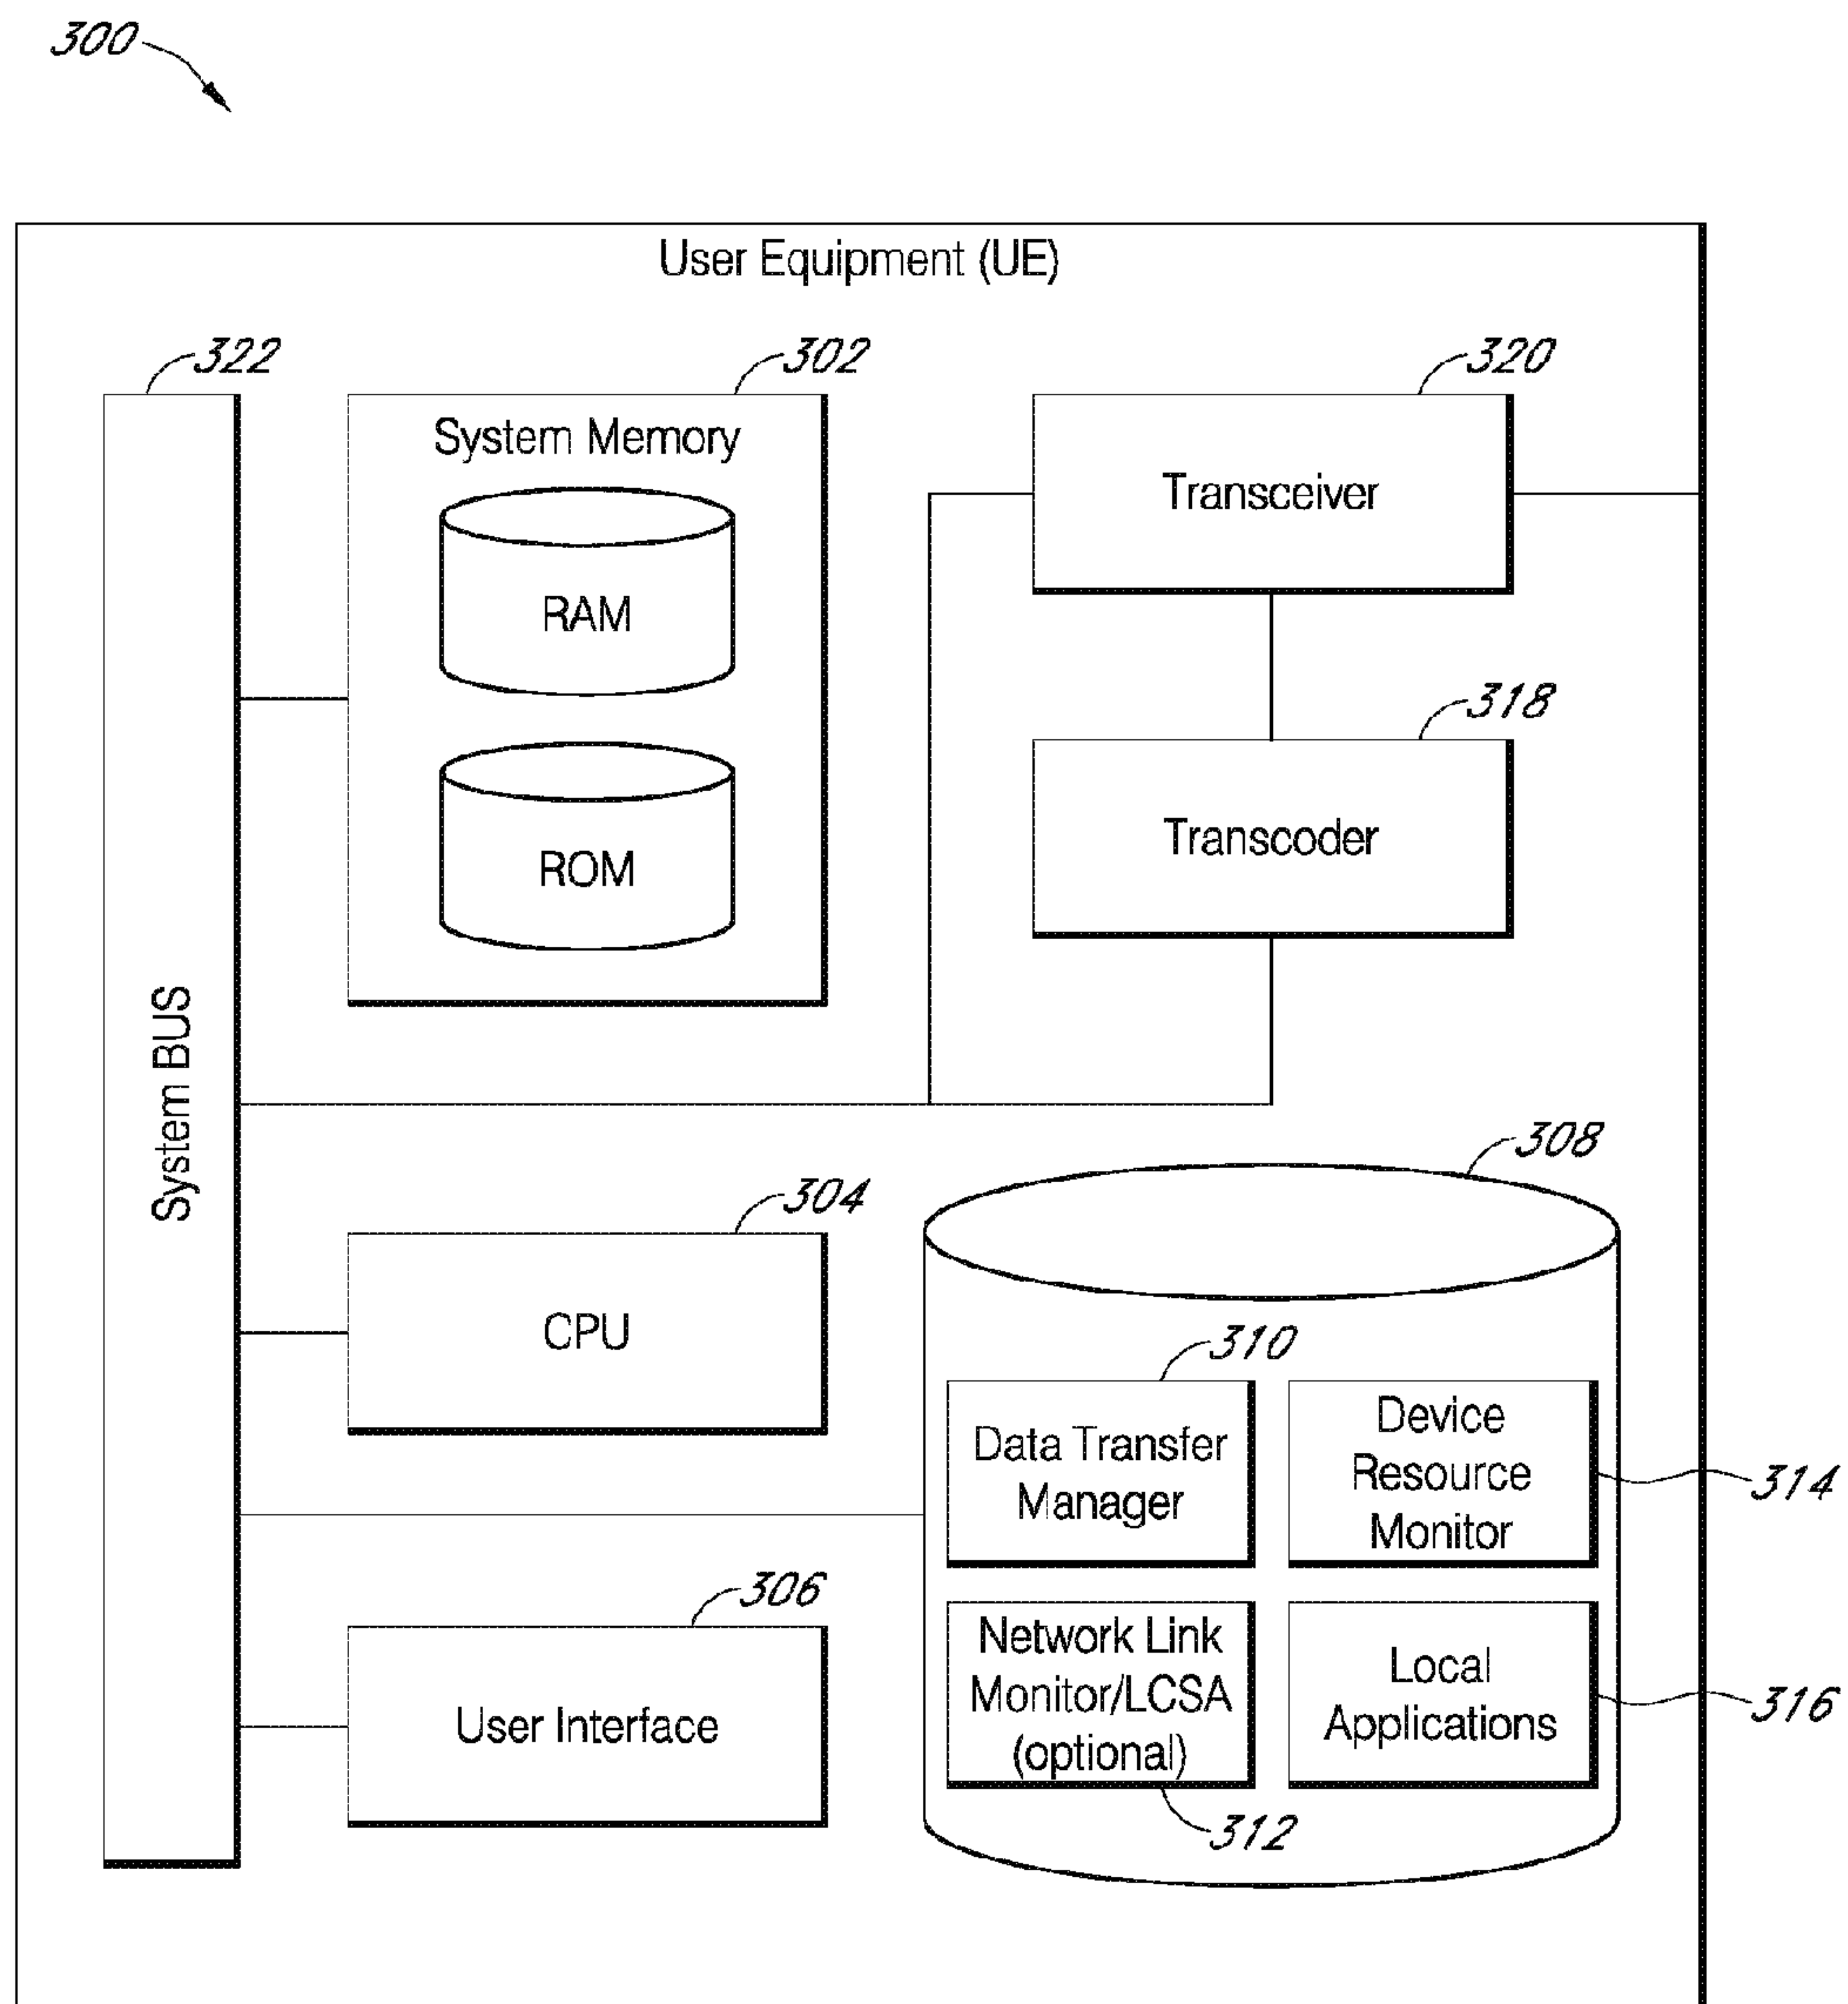 300
User Equipment (UE)
322
302
320
System Memory
RAM
ROM
Transceiver
318
Transcoder
System BUS
304
CPU
308
310
Data Transfer
Manager
Device
Resource
Monitor
314
306
User Interface
Network Link
Monitor/LCSA
(optional)
312
Local
Applications
316